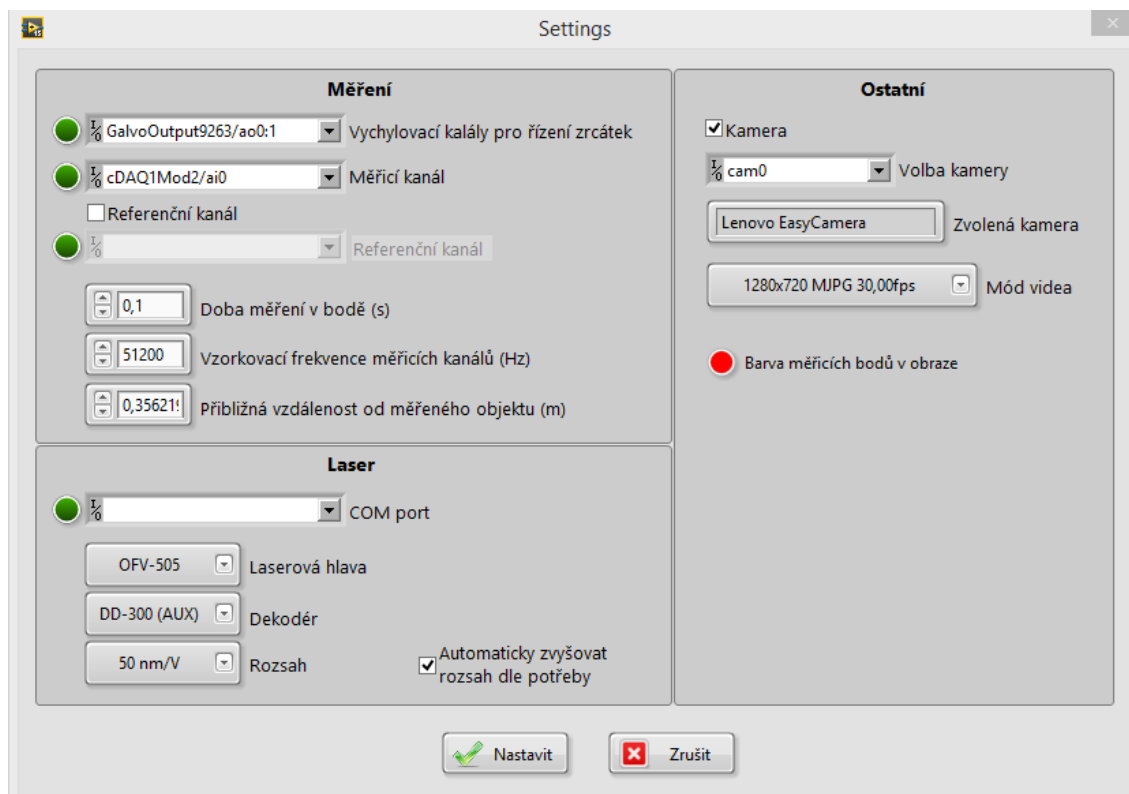 Settings
Měření
GalvoOutput9263/ao0:1 Vychylovací kalály pro řízení zrcátek
cDAQ1Mod2/ai0 Měřicí kanál
Referenční kanál
Referenční kanál
0,1 Doba měření v bodě (s)
51200 Vzorkovací frekvence měřicích kanálů (Hz)
0,35621 Přibližná vzdálenost od měřeného objektu (m)
Laser
COM port
OFV-505 Laserová hlava
DD-300 (AUX) Dekodér
50 nm/V Rozsah
Automaticky zvyšovat
rozsah dle potřeby
Ostatní
Kamera
cam0 Volba kamery
Lenovo EasyCamera Zvolená kamera
1280x720 MJPG 30,00fps Mód videa
Barva měřicích bodů v obraze
Nastavit Zrušit